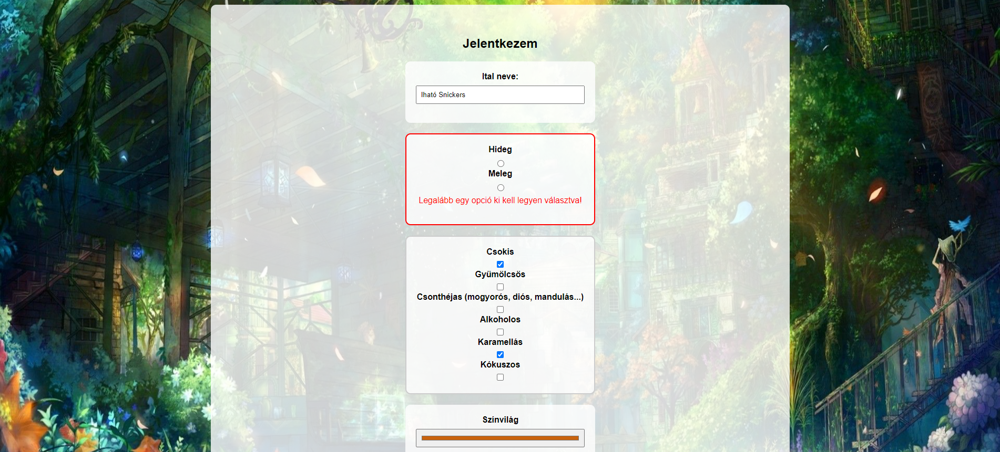 Jelentkezem
Ital neve:
Iható Snickers
Hideg
Meleg
Legalább egy opció ki kell legyen választva!
Csokis
Gyümölcsös
Csonthéjas (mogyorós, diós, mandulás...)
Alkoholos
Karamellás
Kókuszos
Színvilág